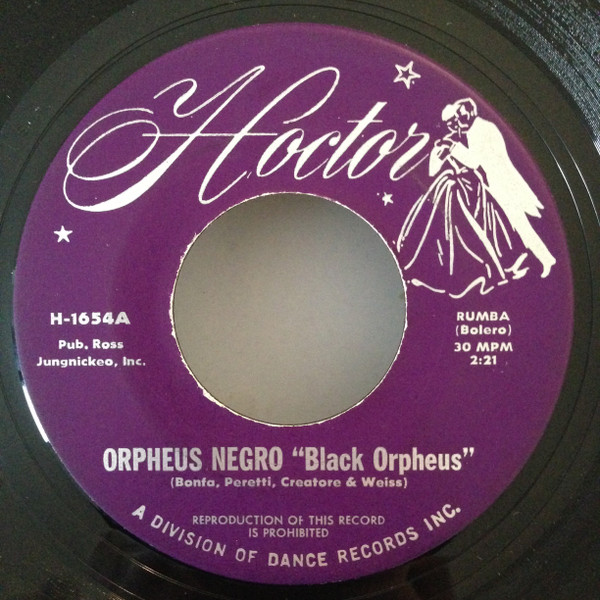 Hoctor
H-1654A
Pub. Ross
Jungnickeo, Inc.
RUMBA
(Bolero)
30 MPM
2:21
ORPHEUS NEGRO "Black Orpheus"
(Bonfa, Peretti, Creatore & Weiss)
REPRODUCTION OF THIS RECORD
IS PROHIBITED
A DIVISION OF DANCE RECORDS INC.